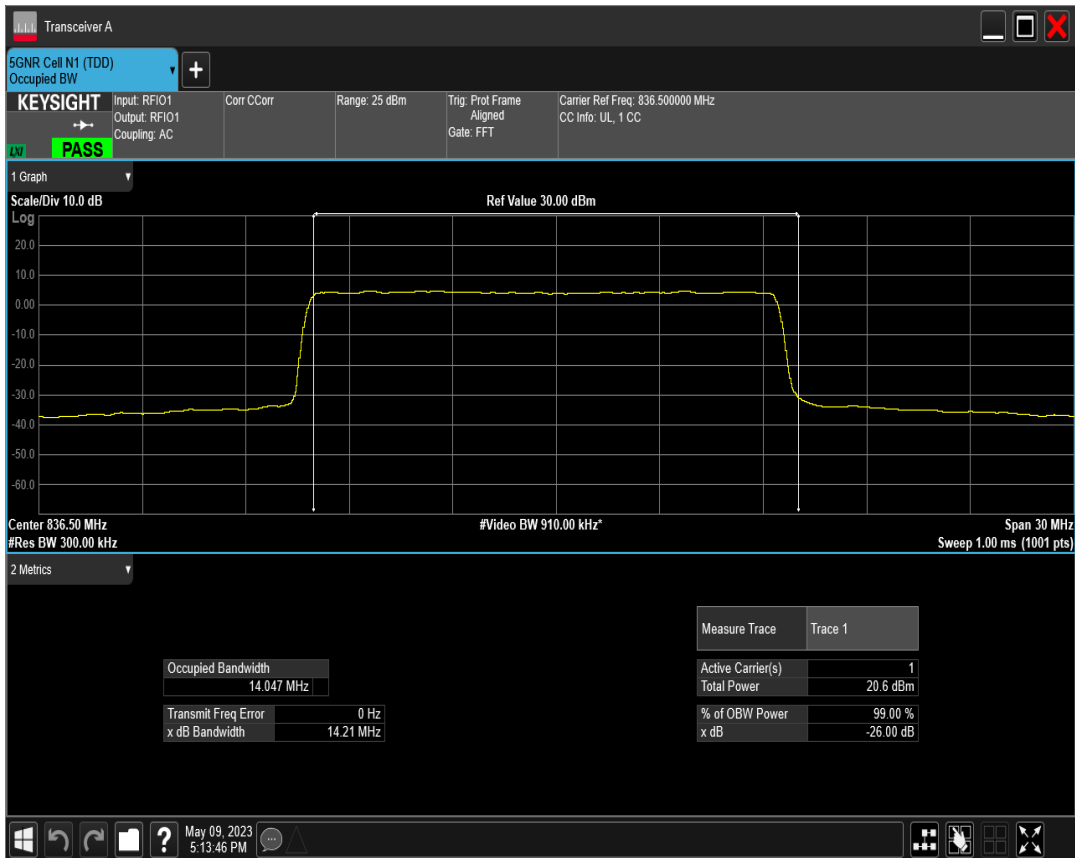 Transceiver A
5GNR Cell N1 (TDD)
Occupied BW
+
KEYSIGHT
LXI
PASS
Input: RFIO1
Output: RFIO1
Coupling: AC
Corr CCorr
Range: 25 dBm
Trig: Prot Frame
Aligned
Gate: FFT
Carrier Ref Freq: 836.500000 MHz
CC Info: UL, 1 CC
1 Graph
Scale/Div 10.0 dB
Ref Value 30.00 dBm
Log
20.0
10.0
0.00
-10.0
-20.0
-30.0
-40.0
-50.0
-60.0
Center 836.50 MHz
#Video BW 910.00 kHz*
Span 30 MHz
#Res BW 300.00 kHz
Sweep 1.00 ms (1001 pts)
2 Metrics
Measure Trace Trace 1
Occupied Bandwidth
14.047 MHz
Transmit Freq Error 0 Hz
x dB Bandwidth 14.21 MHz
Active Carrier(s) 1
Total Power 20.6 dBm
% of OBW Power 99.00 %
x dB -26.00 dB
?
May 09, 2023
5:13:46 PM